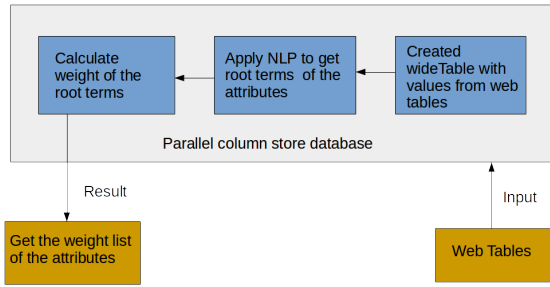 Calculate
weight of the
root terms
Apply NLP to get
root terms of the
attributes
Created
wideTable with
values from web
tables
Parallel column store database
Result
Input
Get the weight list
of the attributes
Web Tables